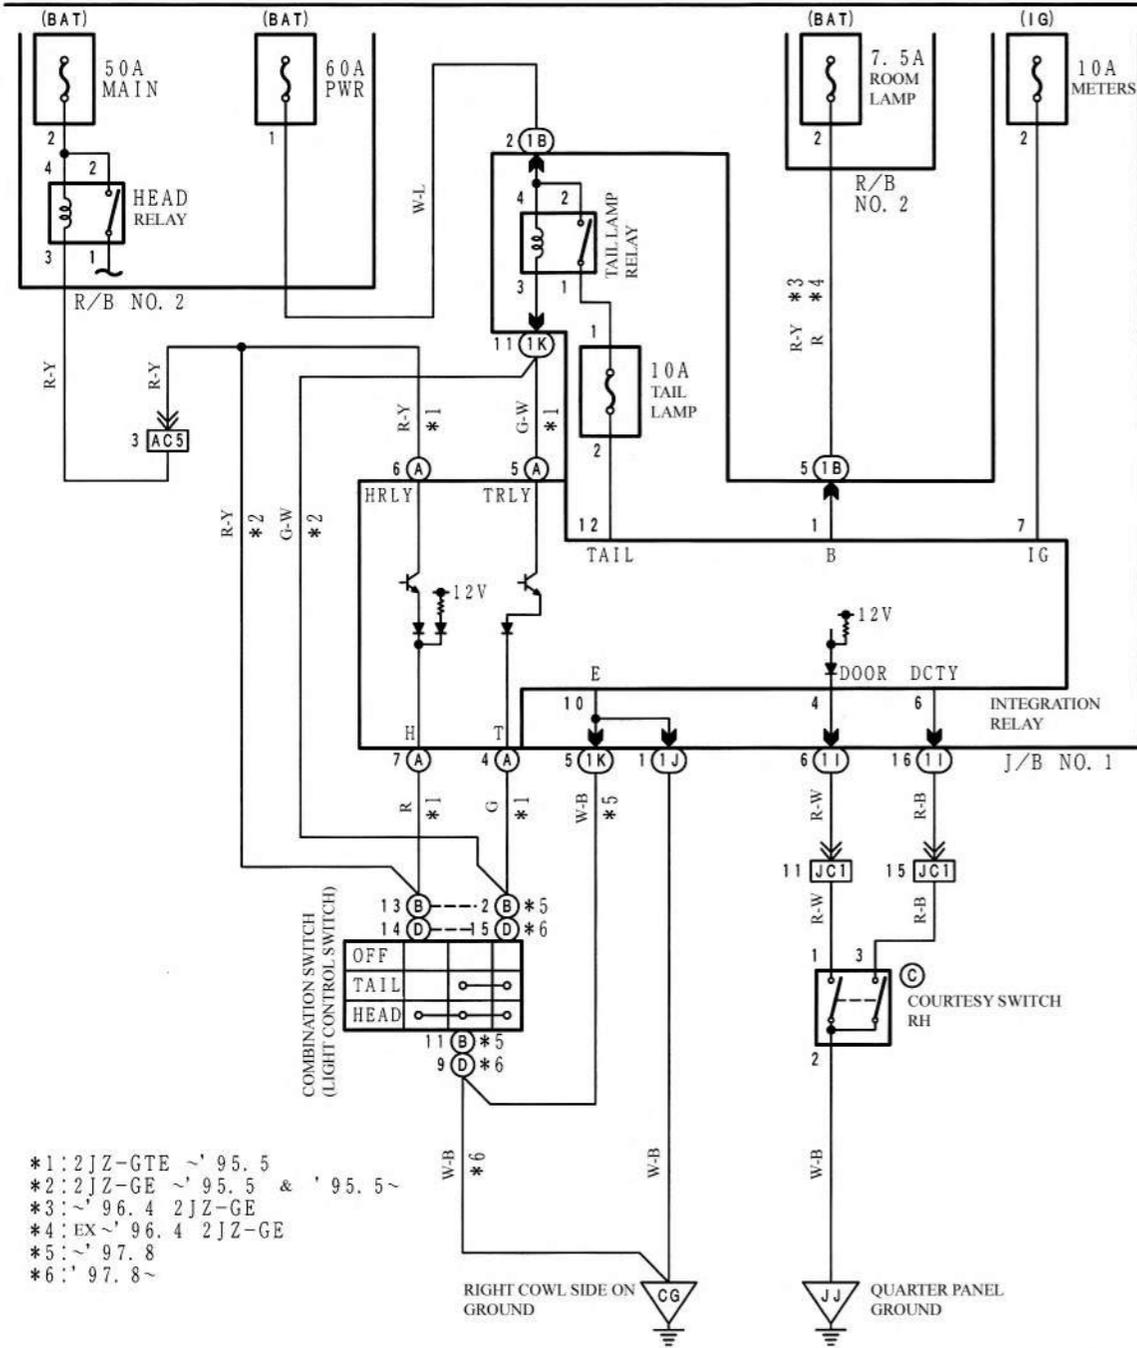 (BAT) (BAT) (BAT) (IG)
50A MAIN
60A PWR
7. 5A ROOM LAMP
10A METERS
2 1 2 2
4 2
HEAD RELAY
3 1
R/B NO. 2
W-L
2 1B
4 2
TAIL LAMP RELAY
3 1
11 1K
R/B NO. 2
R-Y *3
R *4
R-Y
R-Y
3 AC5
R-Y *1
G-W *1
1
10A TAIL LAMP
2
5 1B
6 A
5 A
HRLY TRLY
R-Y *2
G-W *2
12 1 7
TAIL B IG
12V
12V
E DOOR DCTY
10 4 6
INTEGRATION RELAY
H T
7 A
4 A
5 1K
1 1J
6 1I
16 1I
J/B NO. 1
R *1
G *1
W-B *5
R-W
R-B
11 JC1
15 JC1
R-W
R-B
13 B 2 B *5
14 D 15 D *6
COMBINATION SWITCH (LIGHT CONTROL SWITCH)
OFF
TAIL
HEAD
1 3
C
COURTESY SWITCH RH
2
11 B *5
9 D *6
W-B *6
W-B
W-B
*1:2JZ-GTE ~'95.5
*2:2JZ-GE ~'95.5 & '95.5~
*3:~'96.4 2JZ-GE
*4:EX~'96.4 2JZ-GE
*5:~'97.8
*6:'97.8~
RIGHT COWL SIDE ON GROUND
CG
JJ
QUARTER PANEL GROUND